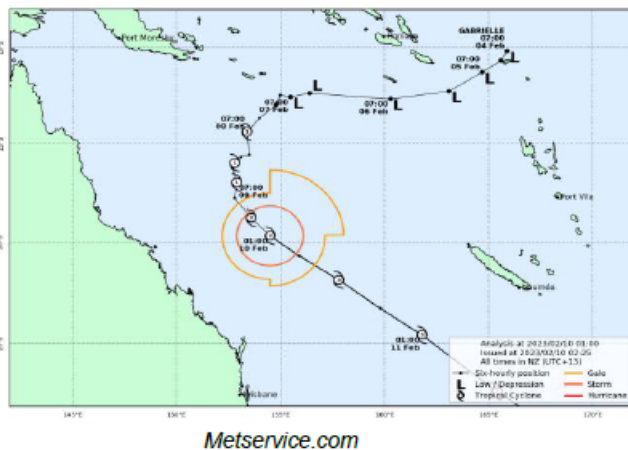 GABRIELLE
07:00
04 Feb
Port Moresby
07:00
05 Feb
L
L
L
L
L
07:00
06 Feb
07:00
07 Feb
07:00
08 Feb
07:00
09 Feb
Port Vila
01:00
10 Feb
01:00
11 Feb
Analysis at 2023/02/10 01:00
Issued at 2023/02/10 02:25
All times in NZ (UTC+13)
Six-hourly position
Gale
L
Low / Depression
Storm
Tropical Cyclone
Hurricane
Brisbane
145°E
150°E
155°E
160°E
165°E
170°E
Metservice.com